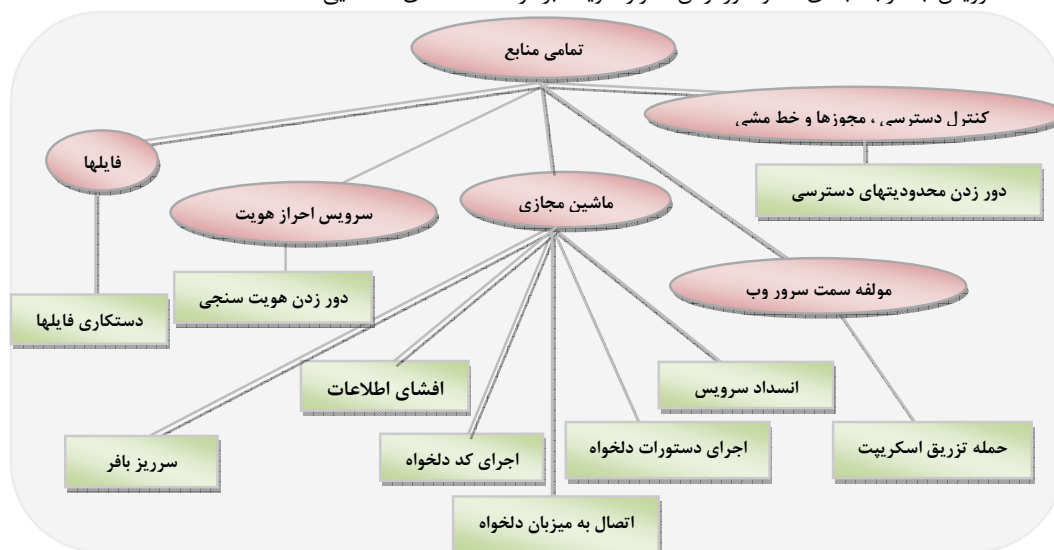 تمامی منابع
کنترل دسترسی ، مجوزها و خط مشی
فایلها
دور زدن محدودیتهای دسترسی
ماشین مجازی
سرویس احراز هویت
مولفه سمت سرور وب
دور زدن هویت سنجی
دستکاری فایلها
افشای اطلاعات
انسداد سرویس
اجرای دستورات دلخواه
حمله تزریق اسکریپت
اجرای کد دلخواه
سرریز بافر
اتصال به میزبان دلخواه